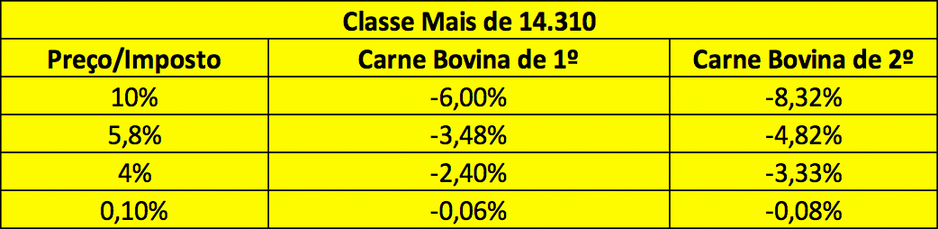 Classe Mais de 14.310
Preço/Imposto Carne Bovina de 1º Carne Bovina de 2º
10% -6,00% -8,32%
5,8% -3,48% -4,82%
4% -2,40% -3,33%
0,10% -0,06% -0,08%